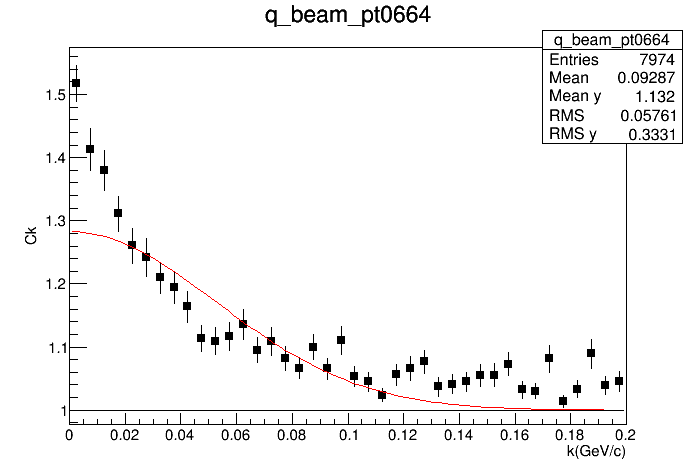 q_beam_pt0664
q_beam_pt0664
Entries 7974
Mean 0.09287
Mean y 1.132
RMS 0.05761
RMS y 0.3331
Ck
1.5
1.4
1.3
1.2
1.1
1
0 0.02 0.04 0.06 0.08 0.1 0.12 0.14 0.16 0.18 0.2
k(GeV/c)